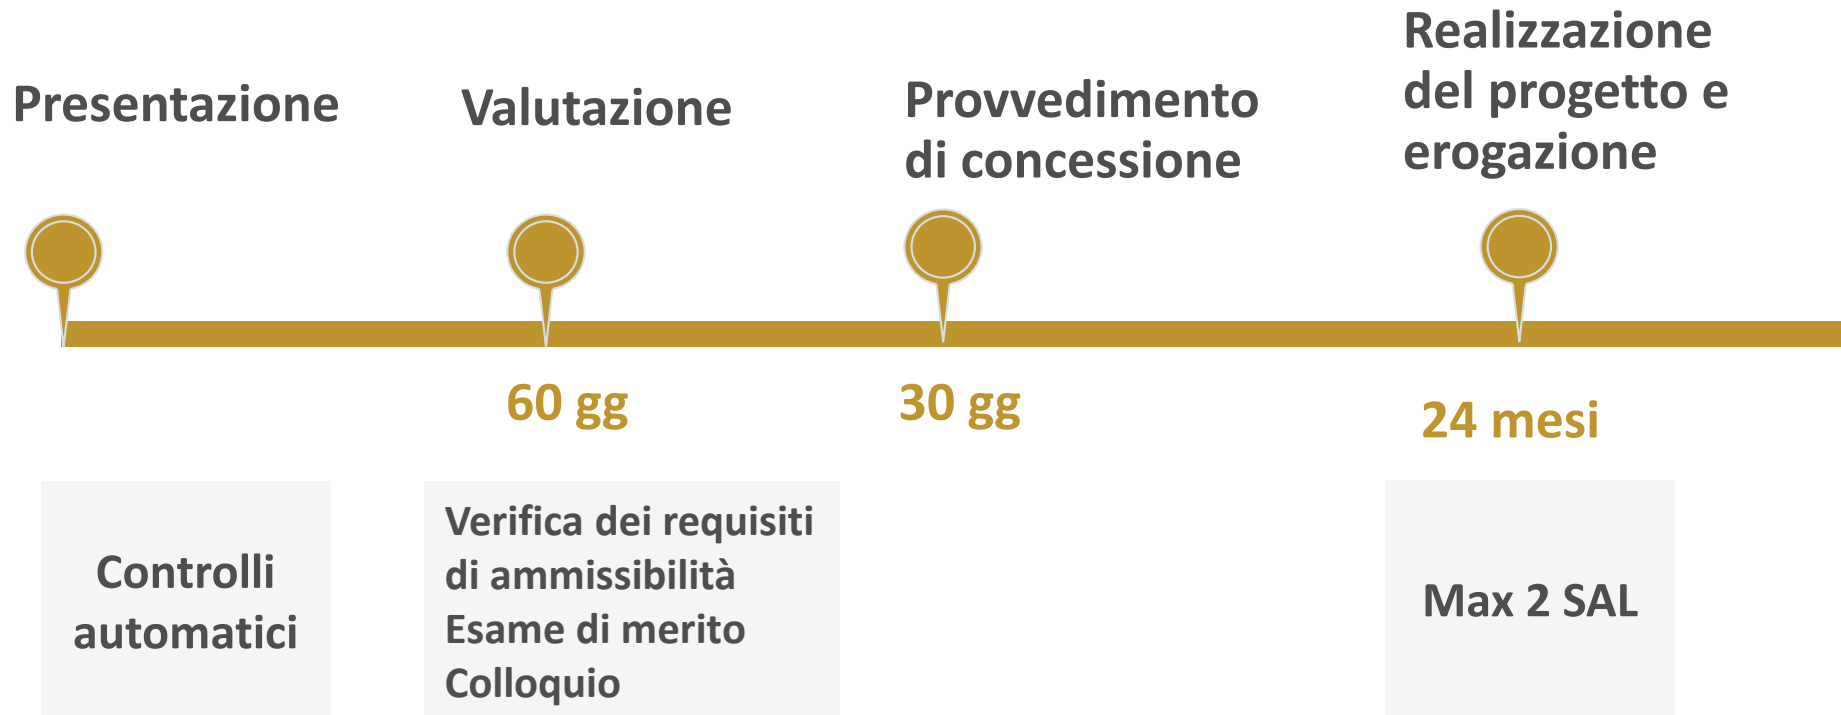 Presentazione
Valutazione
Provvedimento
di concessione
Realizzazione
del progetto e
erogazione
60 gg
30 gg
24 mesi
Controlli
automatici
Verifica dei requisiti
di ammissibilità
Esame di merito
Colloquio
Max 2 SAL